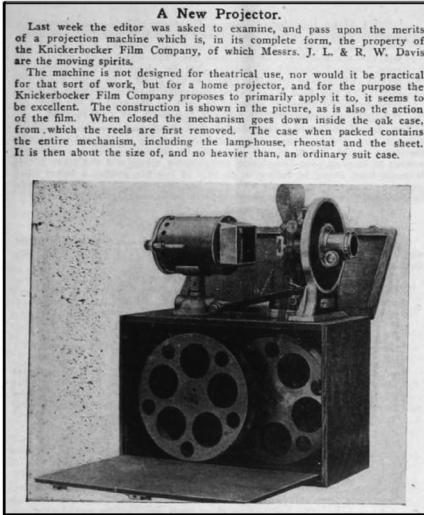 A New Projector.
Last week the editor was asked to examine, and pass upon the merits
of a projection machine which is, in its complete form, the property of
the Knickerbocker Film Company, of which Messrs. J. L. & R. W. Davis
are the moving spirits.
The machine is not designed for theatrical use, nor would it be practical
for that sort of work, but for a home projector, and for the purpose the
Knickerbocker Film Company proposes to primarily apply it to, it seems to
be excellent. The construction is shown in the picture, as is also the action
of the film. When closed the mechanism goes down inside the oak case,
from which the reels are first removed. The case when packed contains
the entire mechanism, including the lamp-house, rheostat and the sheet.
It is then about the size of, and no heavier than, an ordinary suit case.